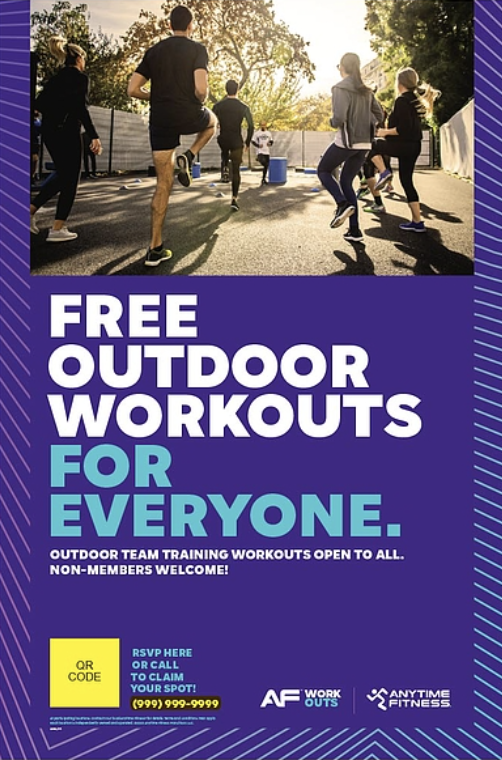 FREE
OUTDOOR
WORKOUTS
FOR
EVERYONE.
OUTDOOR TEAM TRAINING WORKOUTS OPEN TO ALL.
NON-MEMBERS WELCOME!
QR
CODE
RSVP HERE
OR CALL
TO CLAIM
YOUR SPOT!
(999) 999-9999
AF WORK
OUTS
ANYTIME
FITNESS